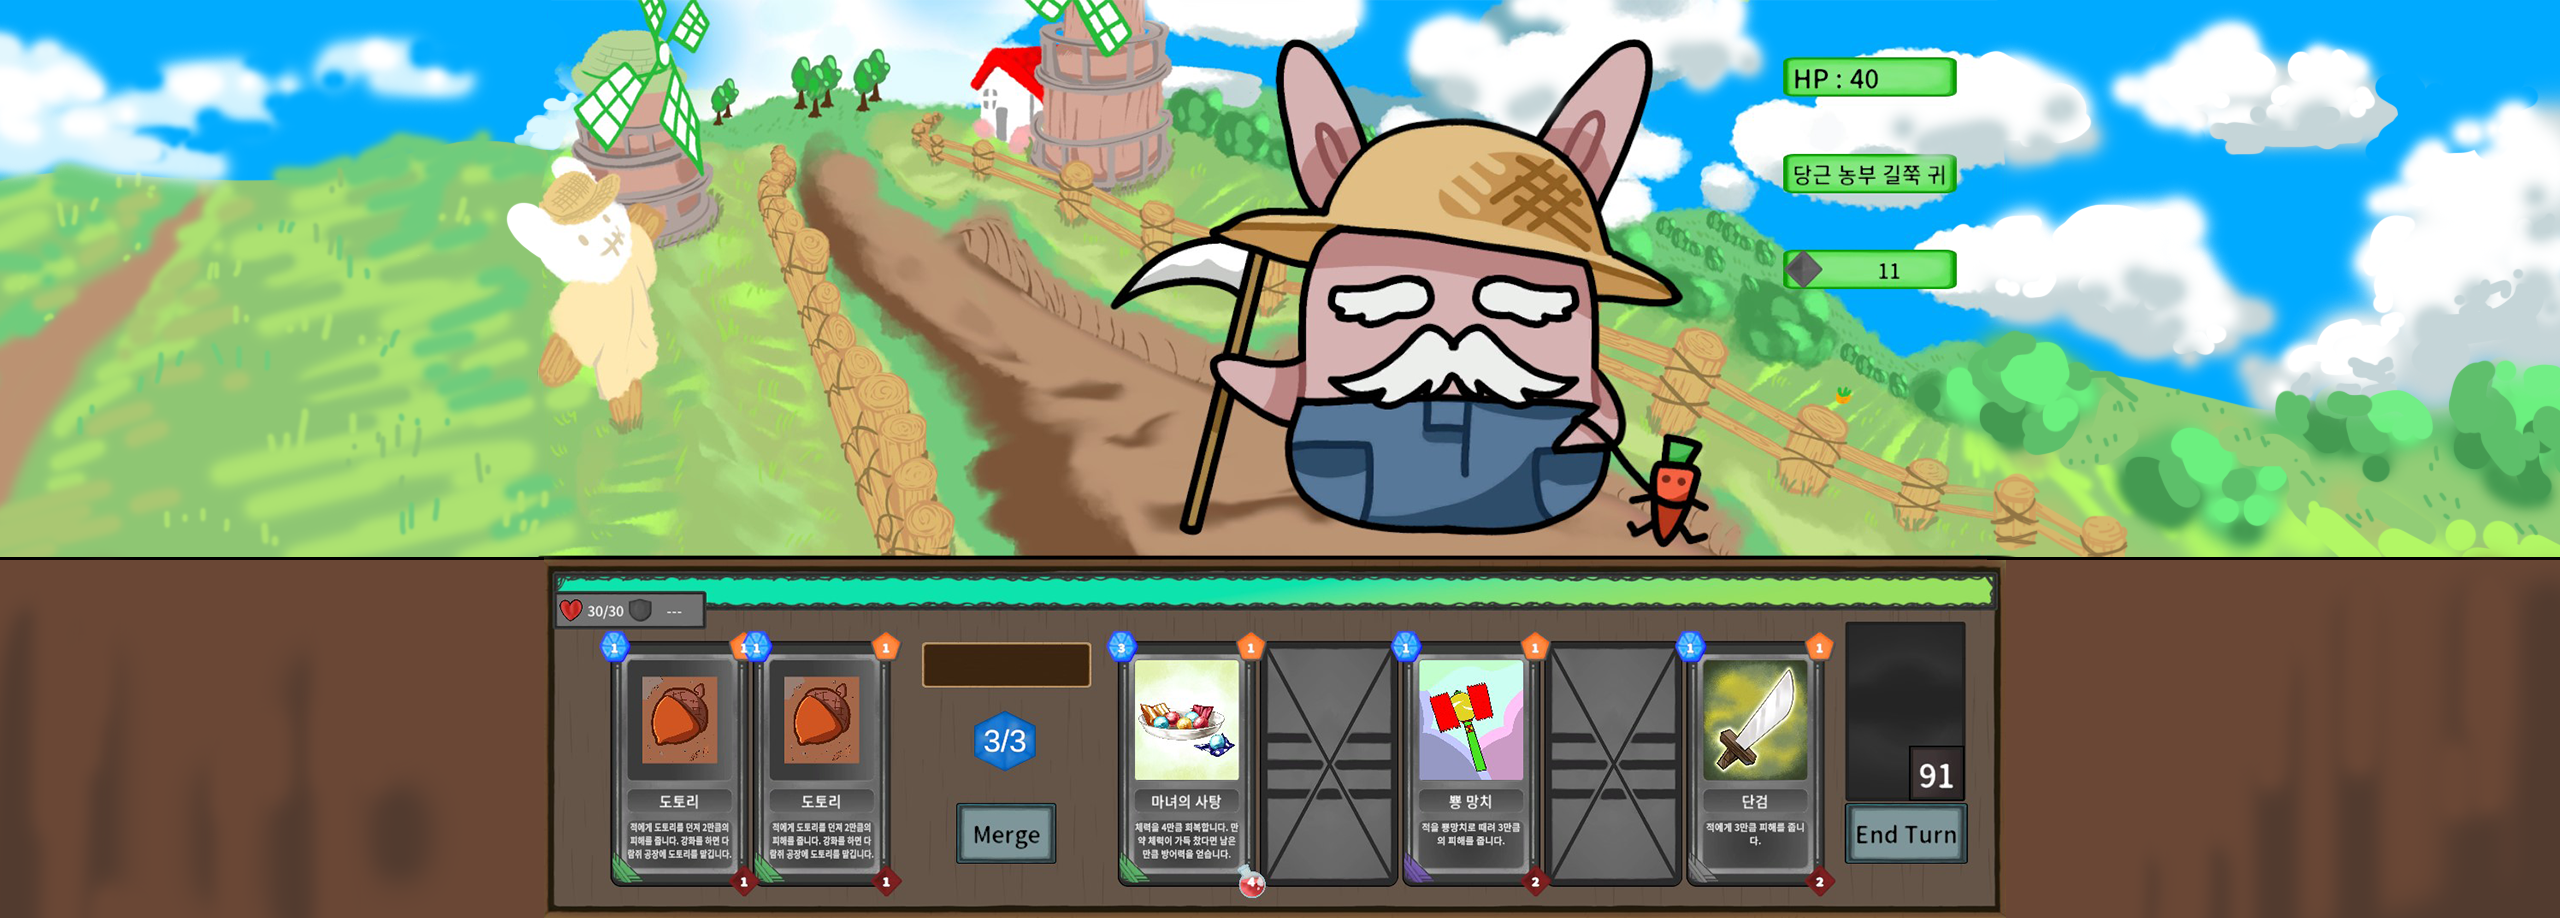 HP : 40
당근 농부 길쭉 귀
11
30/30 ---
1
1
도토리
적에게 도토리를 던져 2만큼의
피해를 줍니다. 강화를 하면 다
람쥐 공장에 도토리를 맡깁니다.
1
1
1
도토리
적에게 도토리를 던져 2만큼의
피해를 줍니다. 강화를 하면 다
람쥐 공장에 도토리를 맡깁니다.
1
3/3
Merge
3
1
마녀의 사탕
체력을 4만큼 회복합니다. 만
약 체력이 가득 찼다면 남은
만큼 방어력을 얻습니다.
4
1
1
뿅 망치
적을 뿅망치로 때려 3만큼
의 피해를 줍니다.
2
1
1
단검
적에게 3만큼 피해를 줍니
다.
2
91
End Turn